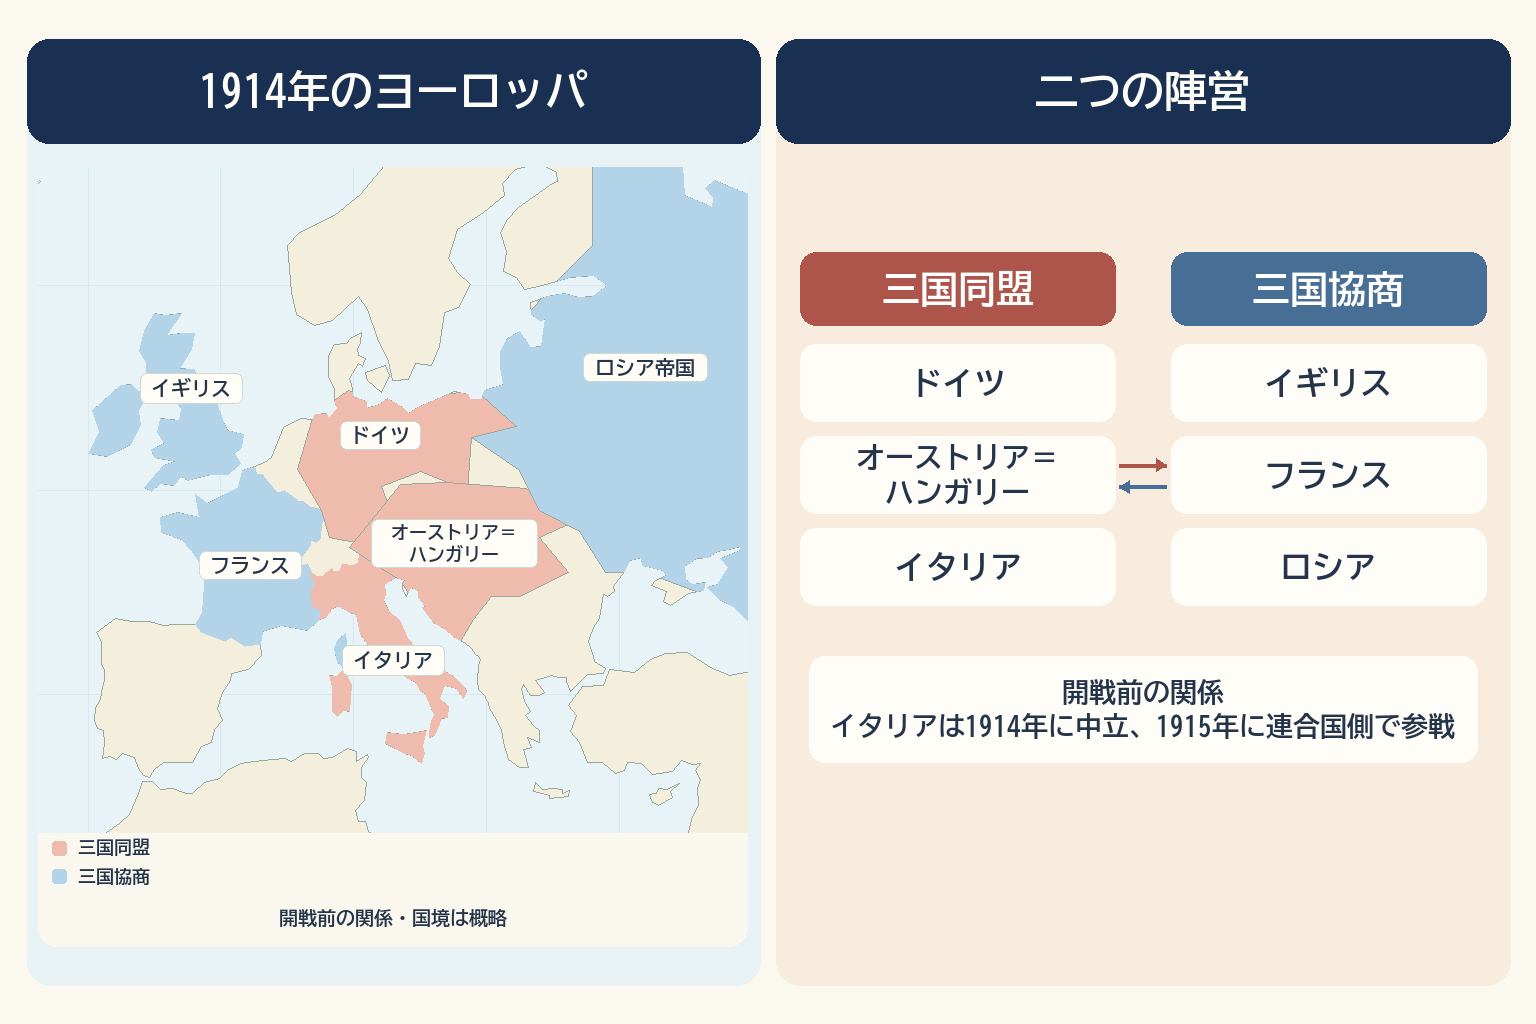 1914年のヨーロッパ
イギリス
ロシア帝国
ドイツ
オーストリア＝
ハンガリー
フランス
イタリア
三国同盟
三国協商
開戦前の関係・国境は概略
二つの陣営
三国同盟
三国協商
ドイツ
イギリス
オーストリア＝
ハンガリー
フランス
イタリア
ロシア
開戦前の関係
イタリアは1914年に中立、1915年に連合国側で参戦